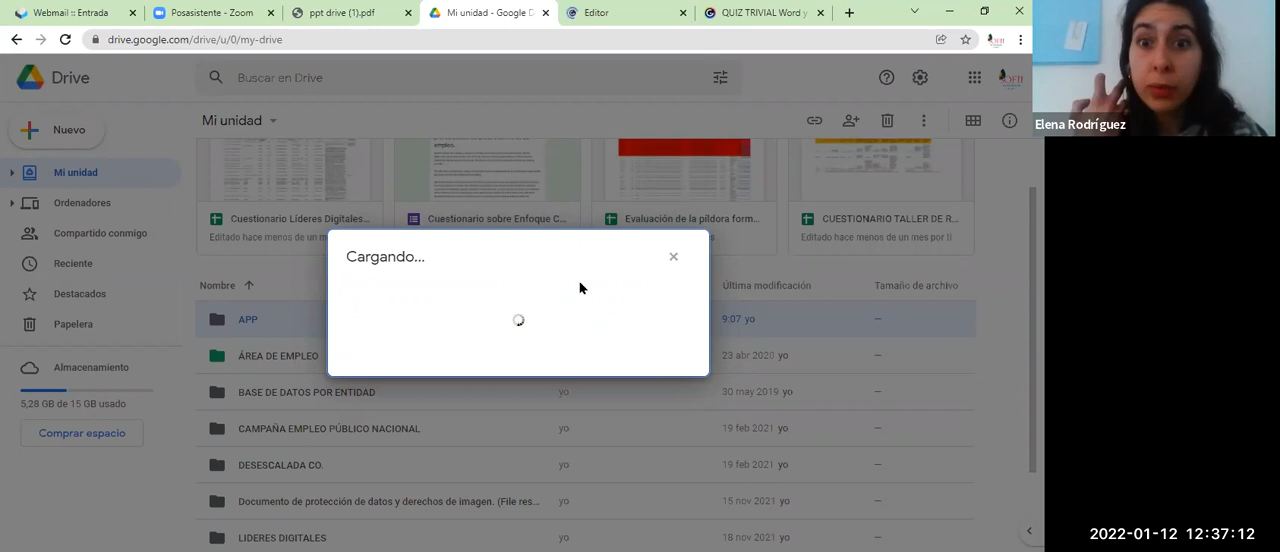 Webmail :: Entrada
Posasistente - Zoom
ppt drive (1).pdf
Mi unidad - Google D
Editor
QUIZ TRIVIAL Word y
drive.google.com/drive/u/0/my-drive
Drive
Buscar en Drive
Nuevo
Mi unidad
Mi unidad
Ordenadores
Compartido conmigo
Reciente
Destacados
Papelera
Almacenamiento
5,28 GB de 15 GB usado
Comprar espacio
empleo.
Cuestionario Líderes Digitales...
Cuestionario sobre Enfoque C...
Evaluación de la píldora form...
CUESTIONARIO TALLER DE R...
Editado hace menos de un m
Editado hace menos de un mes por ti
Cargando...
Nombre
Última modificación
Tamaño de archivo
APP
9:07 yo
—
ÁREA DE EMPLEO
23 abr 2020 yo
—
BASE DE DATOS POR ENTIDAD
yo
30 may 2019 yo
—
CAMPAÑA EMPLEO PÚBLICO NACIONAL
yo
19 feb 2021 yo
—
DESESCALADA CO.
yo
19 feb 2021 yo
—
Documento de protección de datos y derechos de imagen. (File res...
yo
15 nov 2021 yo
—
LIDERES DIGITALES
yo
18 nov 2021 yo
—
Elena Rodríguez
2022-01-12 12:37:12